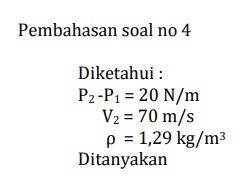 Pembahasan soal no 4
Diketahui :
P₂-P₁ = 20 N/m
V₂ = 70 m/s
ρ = 1,29 kg/m³
Ditanyakan